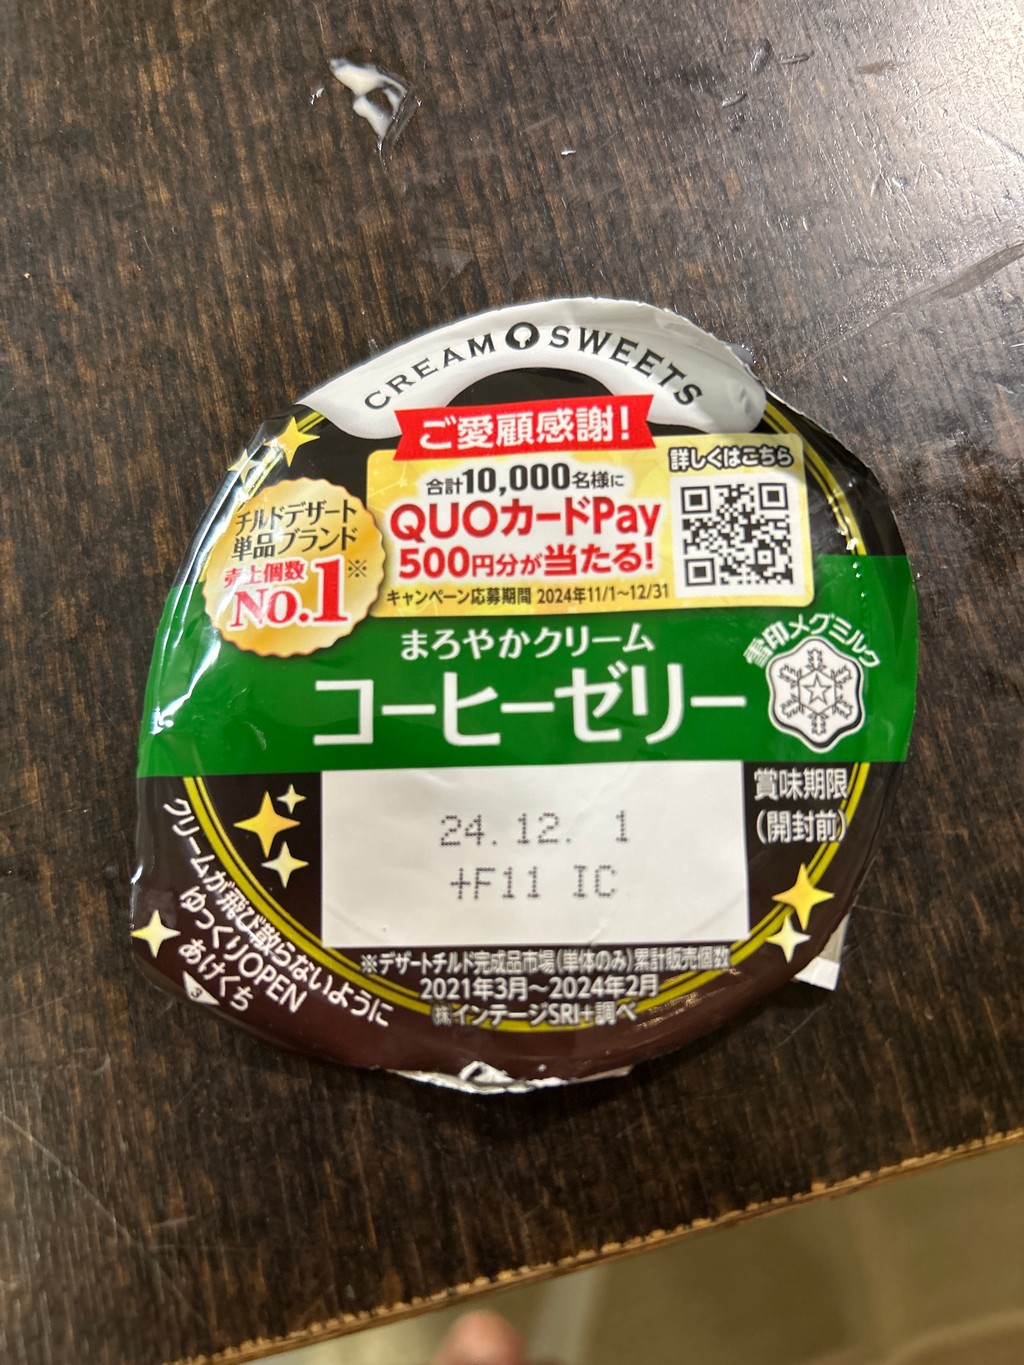 CREAM SWEETS
ご愛顧感謝!
詳しくはこちら
合計10,000名様に
QUOカードPay
500円分が当たる!
キャンペーン応募期間 2024年11/1〜12/31
チルドデザート
単品ブランド
売上個数
No.1※
まろやかクリーム
コーヒーゼリー
雪印メグミルク
賞味期限
(開封前)
24.12. 1
+F11 IC
クリームが飛び散らないように
ゆっくりOPEN
あけくち
3
※デザートチルド完成品市場(単体のみ)累計販売個数
2021年3月〜2024年2月
㈱インテージSRI+調べ